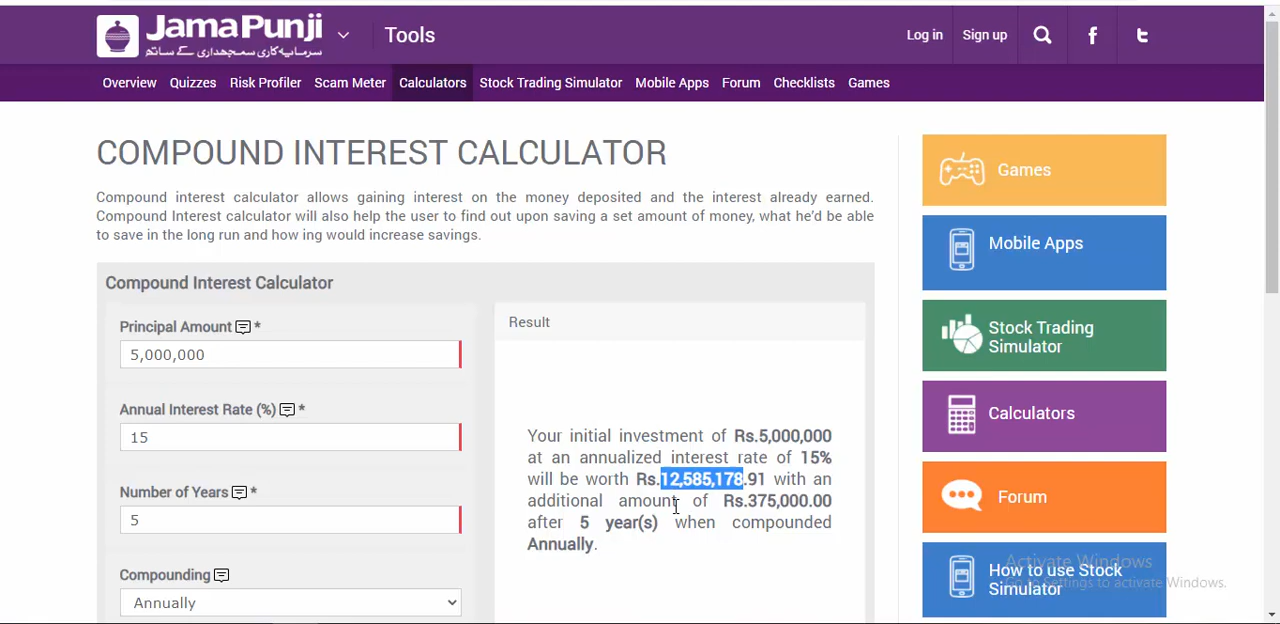 JamaPunji
سرمایہ کاری سمجھداری کے ساتھ
Tools
Log in
Sign up
Overview
Quizzes
Risk Profiler
Scam Meter
Calculators
Stock Trading Simulator
Mobile Apps
Forum
Checklists
Games
COMPOUND INTEREST CALCULATOR
Compound interest calculator allows gaining interest on the money deposited and the interest already earned.
Compound Interest calculator will also help the user to find out upon saving a set amount of money, what he'd be able
to save in the long run and how ing would increase savings.
Compound Interest Calculator
Principal Amount *
5,000,000
Annual Interest Rate (%) *
15
Number of Years *
5
Compounding
Annually
Result
Your initial investment of Rs.5,000,000
at an annualized interest rate of 15%
will be worth Rs.12,585,178.91 with an
additional amount of Rs.375,000.00
after 5 year(s) when compounded
Annually.
Games
Mobile Apps
Stock Trading
Simulator
Calculators
Forum
How to use Stock
Simulator
Activate Windows
Go to Settings to activate Windows.